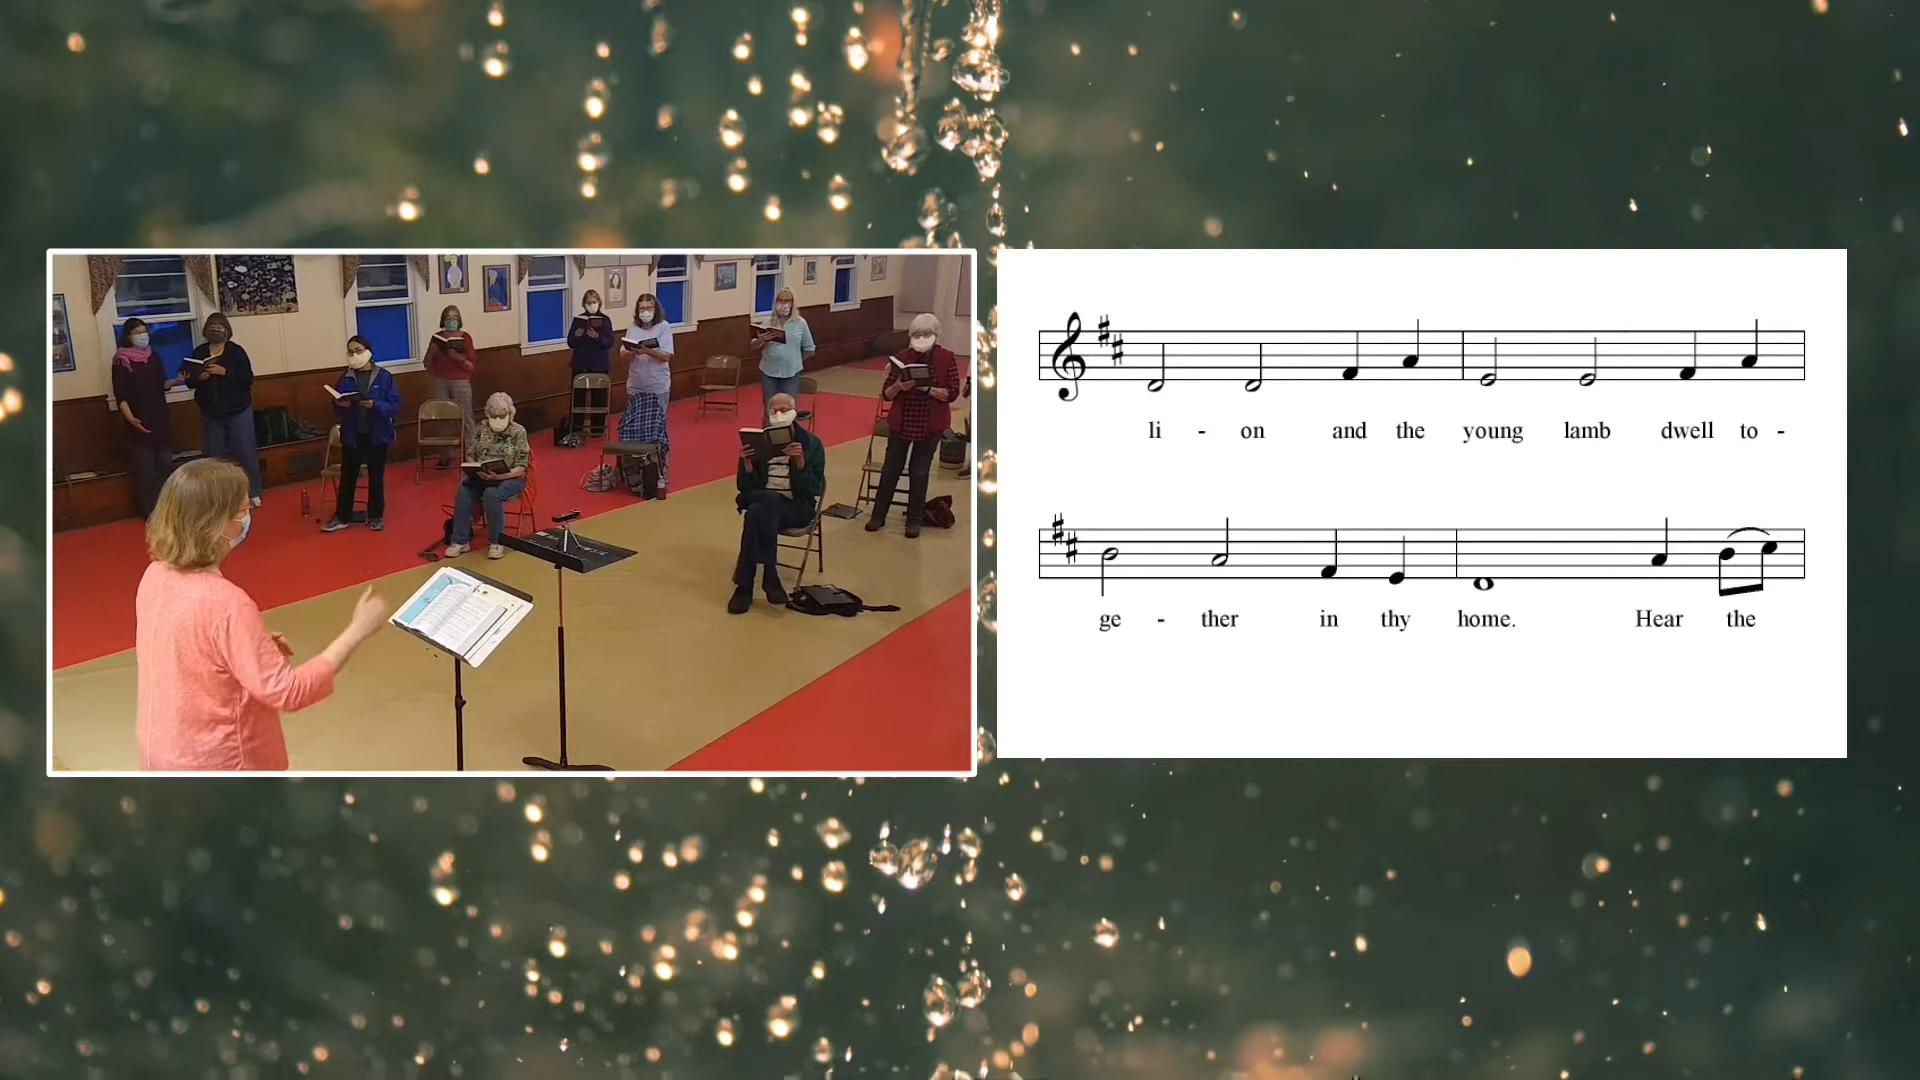 li - on and the young lamb dwell to -
ge - ther in thy home. Hear the